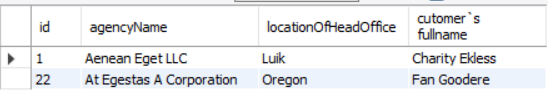 id agencyName locationOfHeadOffice cutomer`s fullname
1 Aenean Eget LLC Luik Charity Ekless
22 At Egestas A Corporation Oregon Fan Goodere